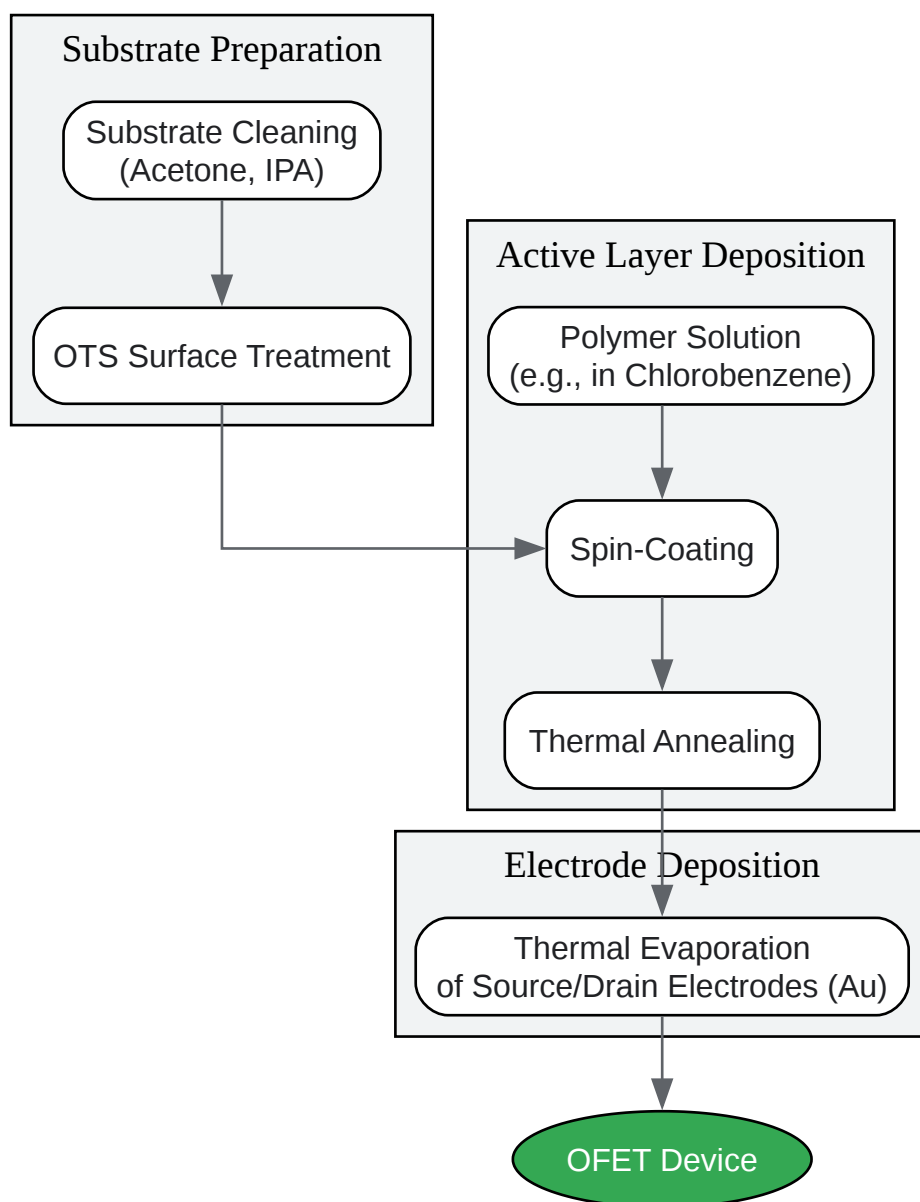 Substrate Preparation
Substrate Cleaning
(Acetone, IPA)
OTS Surface Treatment
Active Layer Deposition
Polymer Solution
(e.g., in Chlorobenzene)
Spin-Coating
Thermal Annealing
Electrode Deposition
Thermal Evaporation
of Source/Drain Electrodes (Au)
OFET Device